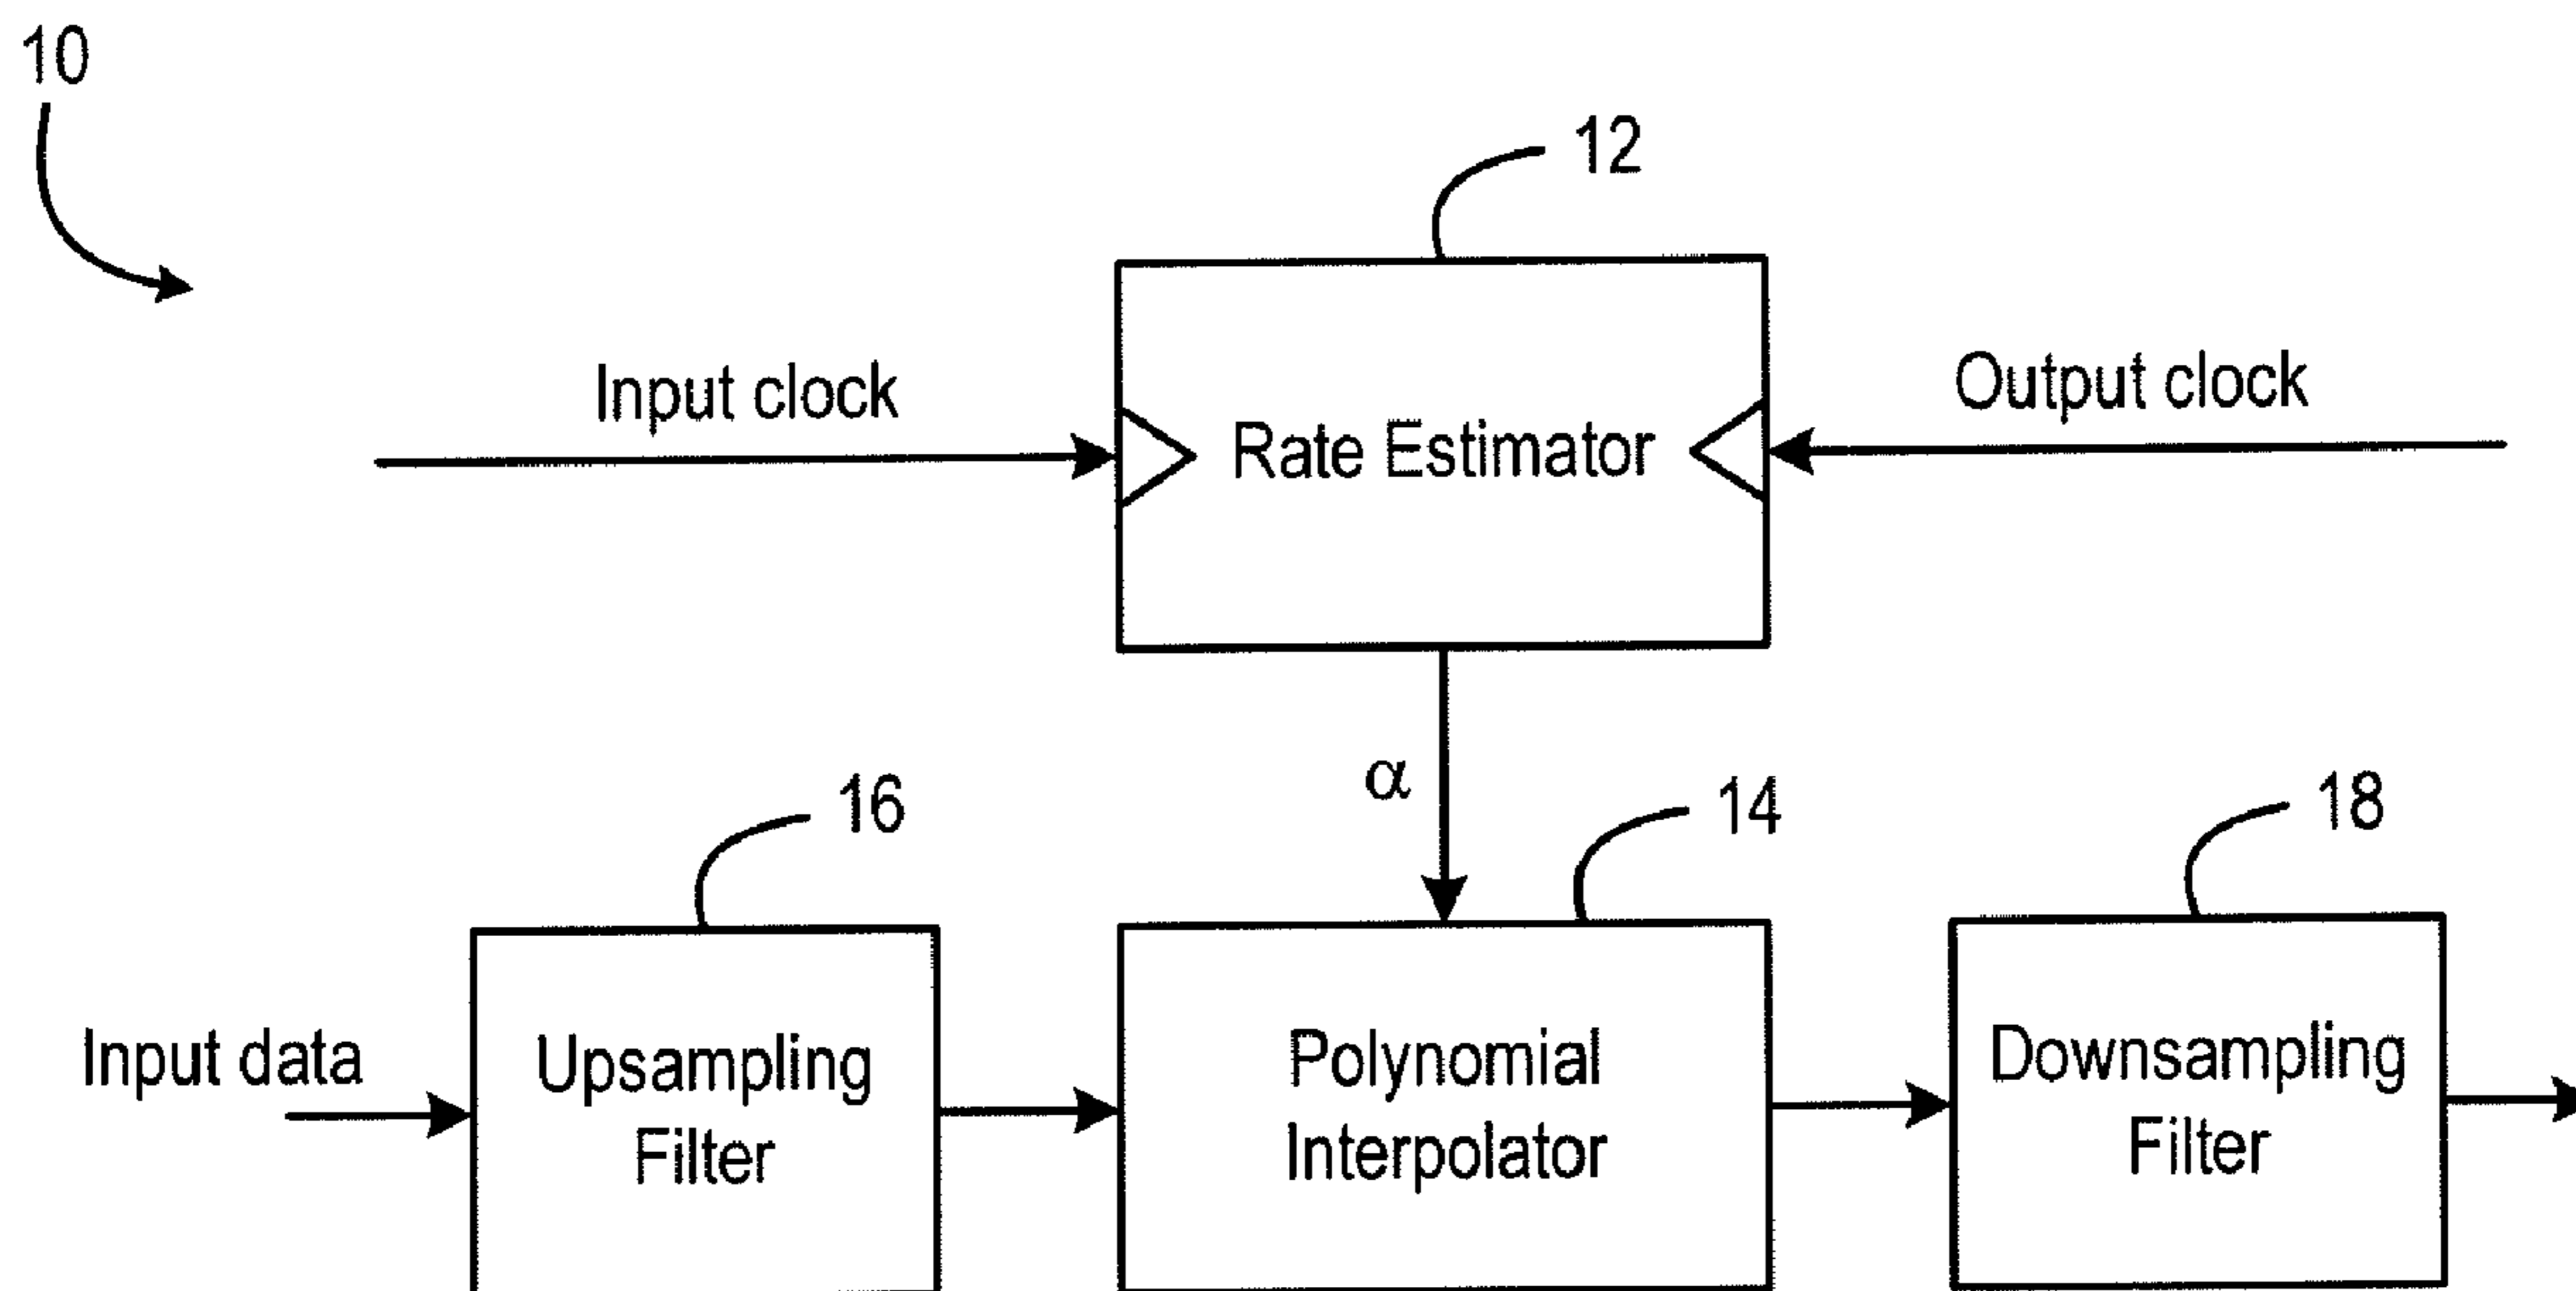 10
12
Input clock
Rate Estimator
Output clock
α
16
14
18
Input data
Upsampling
Filter
Polynomial
Interpolator
Downsampling
Filter